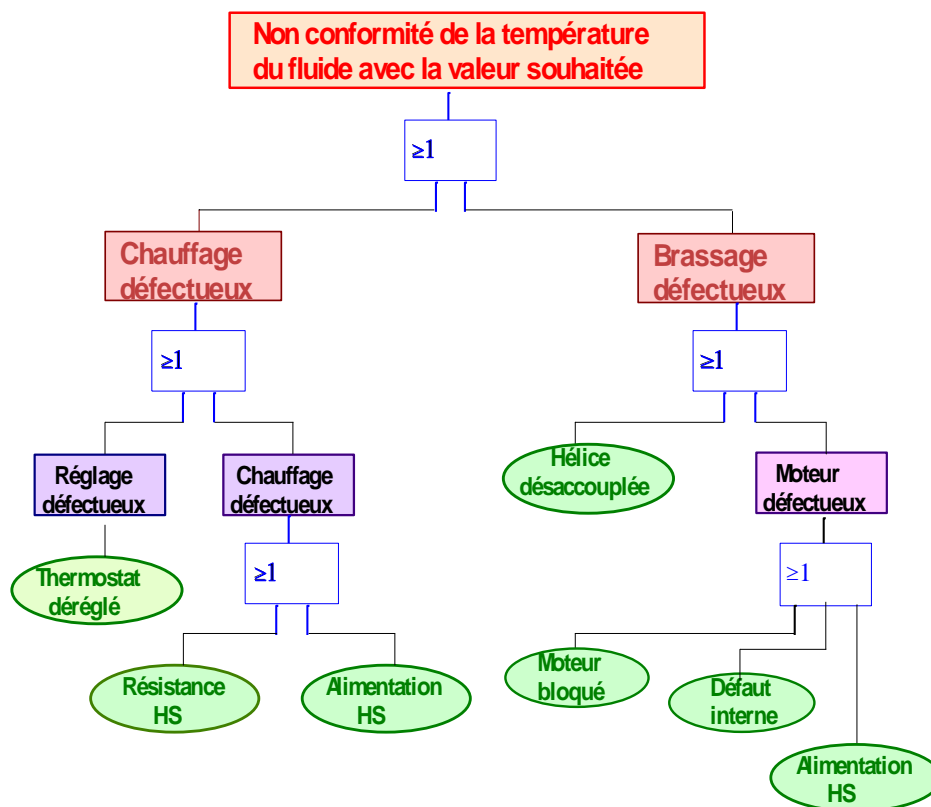 Non conformité de la température
du fluide avec la valeur souhaitée
≥1
Chauffage
défectueux
Brassage
défectueux
≥1
≥1
Réglage
défectueux
Chauffage
défectueux
Hélice
désaccouplée
Moteur
défectueux
Thermostat
déréglé
≥1
≥1
Résistance
HS
Alimentation
HS
Moteur
bloqué
Défaut
interne
Alimentation
HS